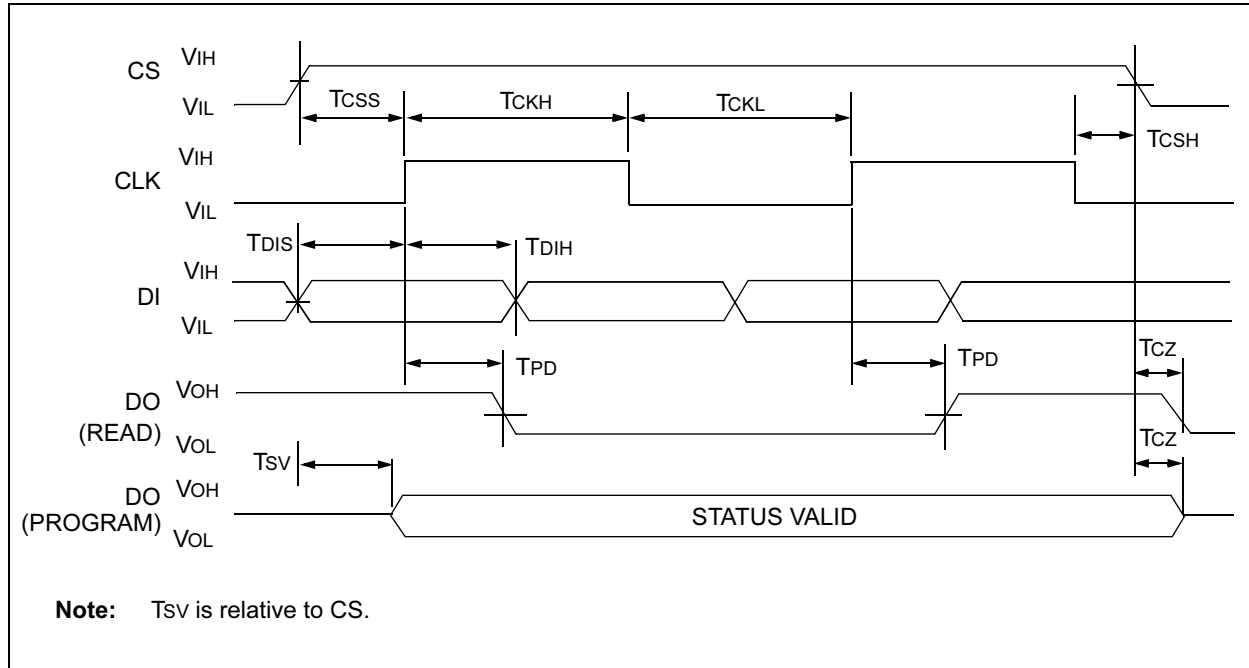 CS
VIH
VIL
TCSS
TCKH
TCKL
TCSH
CLK
VIH
VIL
TDIS
TDIH
DI
VIH
VIL
TPD
TPD
TCZ
DO
(READ)
VOH
VOL
TCZ
TSV
DO
(PROGRAM)
VOH
VOL
STATUS VALID
Note: TSV is relative to CS.